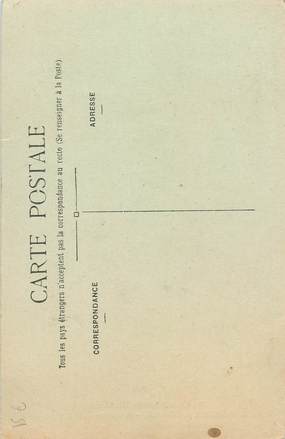 CARTE POSTALE
Tous les pays étrangers n'acceptent pas la correspondance au recto (Se renseigner à la Poste)
CORRESPONDANCE
ADRESSE